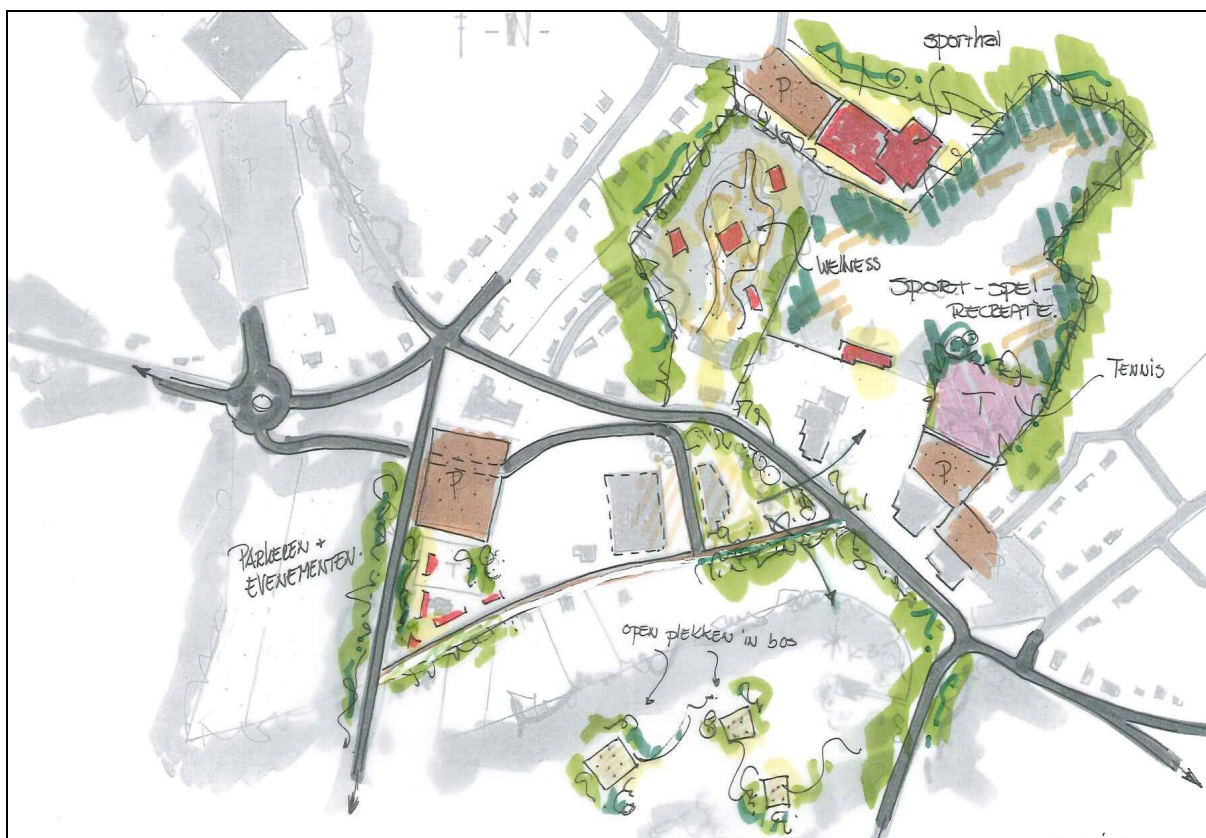 N
sporthal
P
P
WELLNESS
SPORT-SPEL-
RECREATIE.
TENNIS
T
P
P
PARKEREN +
EVENEMENTEN.
OPEN PLEKKEN IN BOS